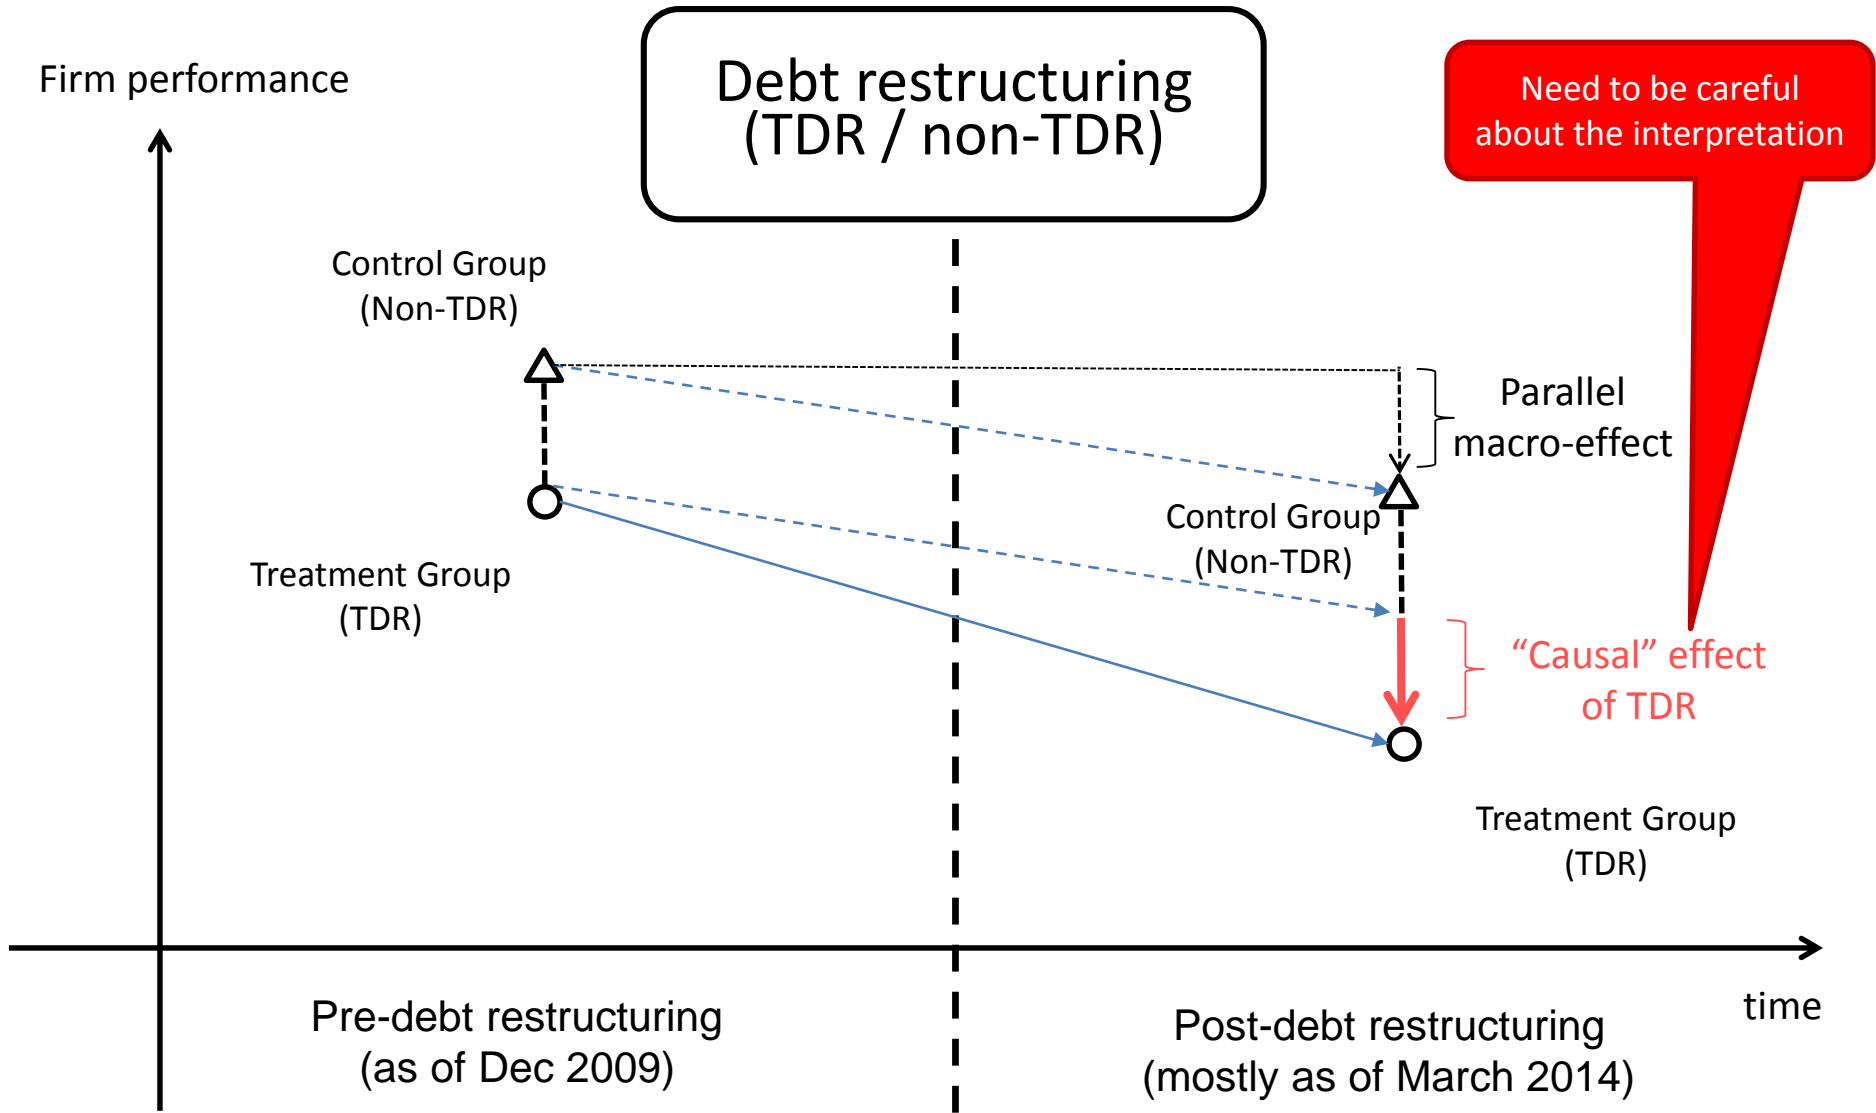 Firm performance
Debt restructuring
(TDR / non-TDR)
Need to be careful
about the interpretation
Control Group
(Non-TDR)
Parallel
macro-effect
Control Group
(Non-TDR)
Treatment Group
(TDR)
“Causal” effect
of TDR
Treatment Group
(TDR)
time
Pre-debt restructuring
(as of Dec 2009)
Post-debt restructuring
(mostly as of March 2014)